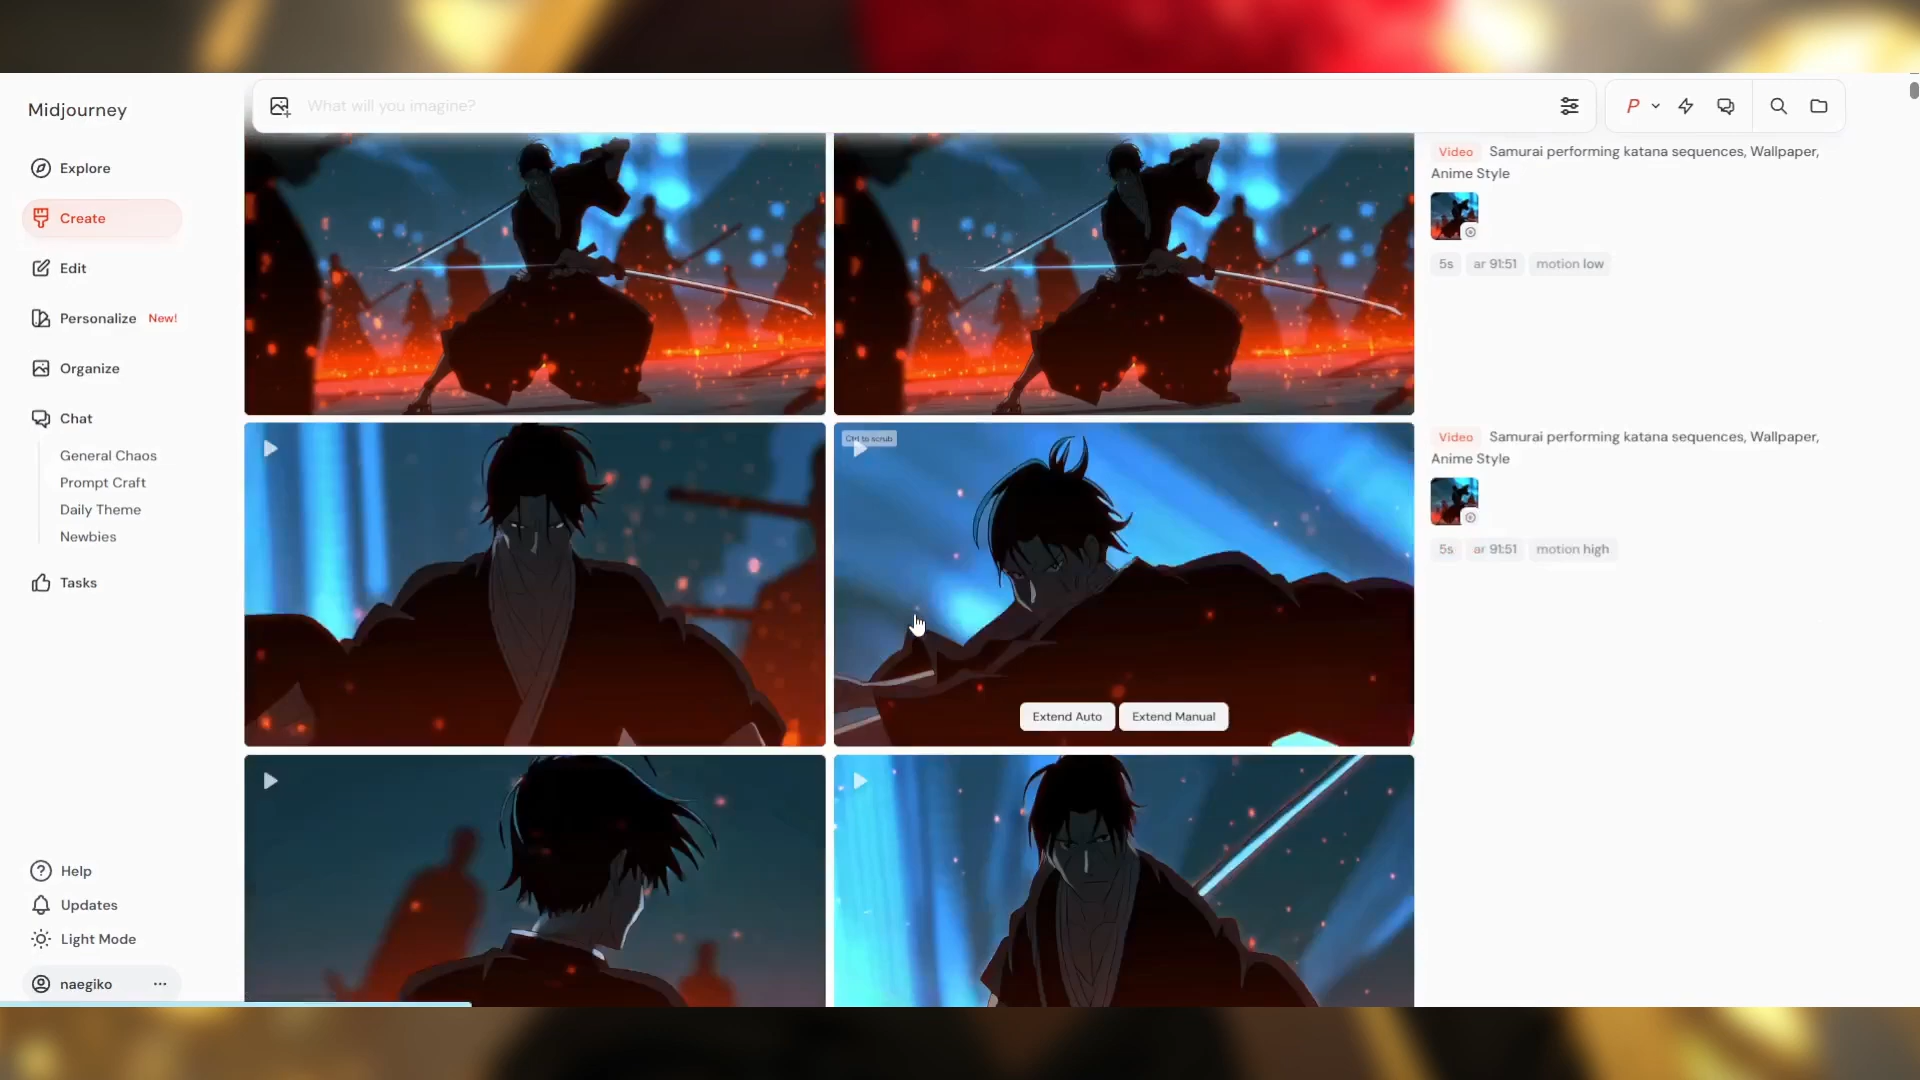 Midjourney
What will you imagine?
P
Explore
Create
Edit
Personalize New!
Organize
Chat
General Chaos
Prompt Craft
Daily Theme
Newbies
Tasks
Help
Updates
Light Mode
naegiko
Video Samurai performing katana sequences, Wallpaper,
Anime Style
5s ar 91:51 motion low
Ctrl to scrub
Extend Auto Extend Manual
Video Samurai performing katana sequences, Wallpaper,
Anime Style
5s ar 91:51 motion high